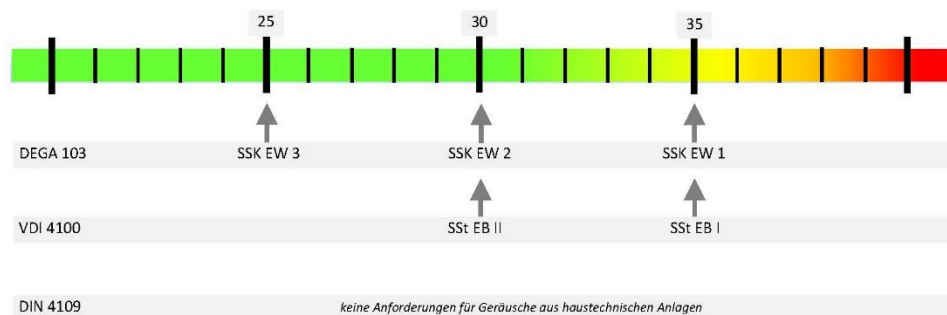 25 30 35
DEGA 103 SSK EW 3 SSK EW 2 SSK EW 1
VDI 4100 SSt EB II SSt EB I
DIN 4109 keine Anforderungen für Geräusche aus haustechnischen Anlagen